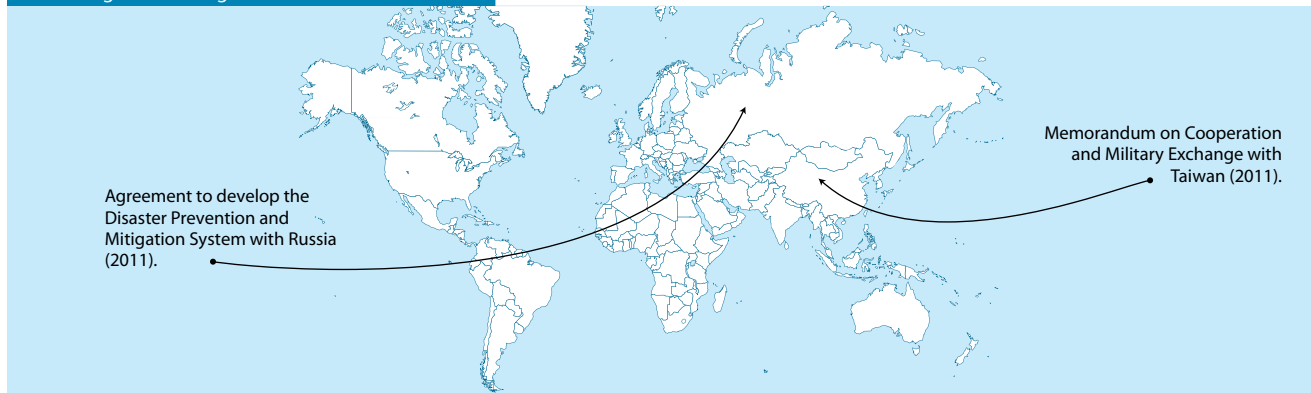 Agreement to develop the
Disaster Prevention and
Mitigation System with Russia
(2011).
Memorandum on Cooperation
and Military Exchange with
Taiwan (2011).